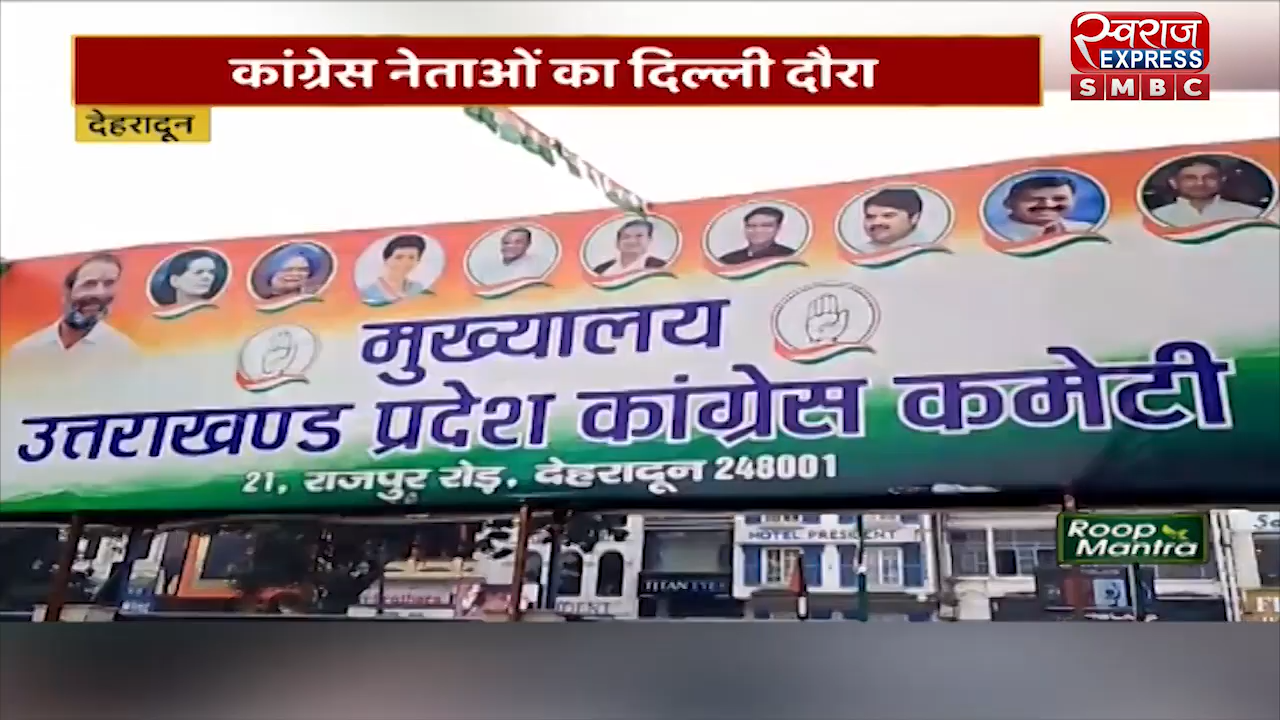 कांग्रेस नेताओं का दिल्ली दौरा
स्वराज
EXPRESS
SMBC
देहरादून
मुख्यालय
उत्तराखण्ड प्रदेश कांग्रेस कमेटी
21, राजपुर रोड़, देहरादून 248001
Roop
Mantra
HOTEL PRESCENT
TITAN EYE